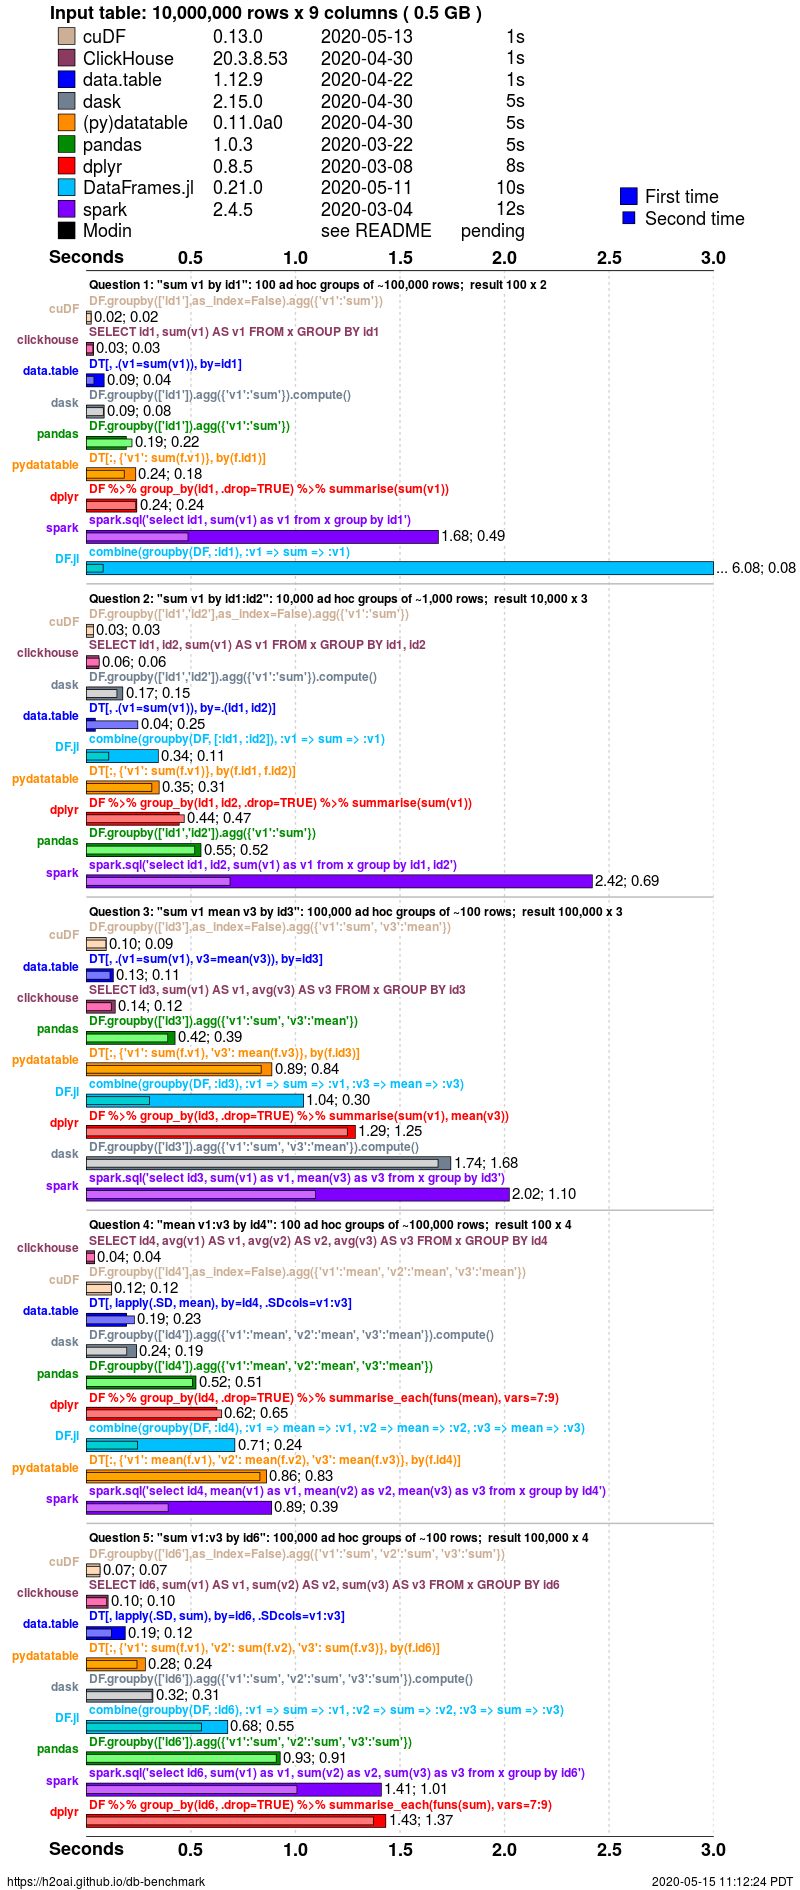 Input table: 10,000,000 rows x 9 columns ( 0.5 GB )
cuDF 0.13.0 2020-05-13 1s
ClickHouse 20.3.8.53 2020-04-30 1s
data.table 1.12.9 2020-04-22 1s
dask 2.15.0 2020-04-30 5s
(py)datatable 0.11.0a0 2020-04-30 5s
pandas 1.0.3 2020-03-22 5s
dplyr 0.8.5 2020-03-08 8s
DataFrames.jl 0.21.0 2020-05-11 10s
spark 2.4.5 2020-03-04 12s
Modin see README pending
First time
Second time
Seconds 0.5 1.0 1.5 2.0 2.5 3.0
Question 1: "sum v1 by id1": 100 ad hoc groups of ~100,000 rows; result 100 x 2
DF.groupby(['id1'],as_index=False).agg({'v1':'sum'})
cuDF 0.02; 0.02
SELECT id1, sum(v1) AS v1 FROM x GROUP BY id1
clickhouse 0.03; 0.03
DT[, .(v1=sum(v1)), by=id1]
data.table 0.09; 0.04
DF.groupby(['id1']).agg({'v1':'sum'}).compute()
dask 0.09; 0.08
DF.groupby(['id1']).agg({'v1':'sum'})
pandas 0.19; 0.22
DT[:, {'v1': sum(f.v1)}, by(f.id1)]
pydatatable 0.24; 0.18
DF %>% group_by(id1, .drop=TRUE) %>% summarise(sum(v1))
dplyr 0.24; 0.24
spark.sql('select id1, sum(v1) as v1 from x group by id1')
spark 1.68; 0.49
combine(groupby(DF, :id1), :v1 => sum => :v1)
DF.jl ... 6.08; 0.08
Question 2: "sum v1 by id1:id2": 10,000 ad hoc groups of ~1,000 rows; result 10,000 x 3
DF.groupby(['id1','id2'],as_index=False).agg({'v1':'sum'})
cuDF 0.03; 0.03
SELECT id1, id2, sum(v1) AS v1 FROM x GROUP BY id1, id2
clickhouse 0.06; 0.06
DF.groupby(['id1','id2']).agg({'v1':'sum'}).compute()
dask 0.17; 0.15
DT[, .(v1=sum(v1)), by=.(id1, id2)]
data.table 0.04; 0.25
combine(groupby(DF, [:id1, :id2]), :v1 => sum => :v1)
DF.jl 0.34; 0.11
DT[:, {'v1': sum(f.v1)}, by(f.id1, f.id2)]
pydatatable 0.35; 0.31
DF %>% group_by(id1, id2, .drop=TRUE) %>% summarise(sum(v1))
dplyr 0.44; 0.47
DF.groupby(['id1','id2']).agg({'v1':'sum'})
pandas 0.55; 0.52
spark.sql('select id1, id2, sum(v1) as v1 from x group by id1, id2')
spark 2.42; 0.69
Question 3: "sum v1 mean v3 by id3": 100,000 ad hoc groups of ~100 rows; result 100,000 x 3
DF.groupby(['id3'],as_index=False).agg({'v1':'sum', 'v3':'mean'})
cuDF 0.10; 0.09
DT[, .(v1=sum(v1), v3=mean(v3)), by=id3]
data.table 0.13; 0.11
SELECT id3, sum(v1) AS v1, avg(v3) AS v3 FROM x GROUP BY id3
clickhouse 0.14; 0.12
DF.groupby(['id3']).agg({'v1':'sum', 'v3':'mean'})
pandas 0.42; 0.39
DT[:, {'v1': sum(f.v1), 'v3': mean(f.v3)}, by(f.id3)]
pydatatable 0.89; 0.84
combine(groupby(DF, :id3), :v1 => sum => :v1, :v3 => mean => :v3)
DF.jl 1.04; 0.30
DF %>% group_by(id3, .drop=TRUE) %>% summarise(sum(v1), mean(v3))
dplyr 1.29; 1.25
DF.groupby(['id3']).agg({'v1':'sum', 'v3':'mean'}).compute()
dask 1.74; 1.68
spark.sql('select id3, sum(v1) as v1, mean(v3) as v3 from x group by id3')
spark 2.02; 1.10
Question 4: "mean v1:v3 by id4": 100 ad hoc groups of ~100,000 rows; result 100 x 4
SELECT id4, avg(v1) AS v1, avg(v2) AS v2, avg(v3) AS v3 FROM x GROUP BY id4
clickhouse 0.04; 0.04
DF.groupby(['id4'],as_index=False).agg({'v1':'mean', 'v2':'mean', 'v3':'mean'})
cuDF 0.12; 0.12
DT[, lapply(.SD, mean), by=id4, .SDcols=v1:v3]
data.table 0.19; 0.23
DF.groupby(['id4']).agg({'v1':'mean', 'v2':'mean', 'v3':'mean'}).compute()
dask 0.24; 0.19
DF.groupby(['id4']).agg({'v1':'mean', 'v2':'mean', 'v3':'mean'})
pandas 0.52; 0.51
DF %>% group_by(id4, .drop=TRUE) %>% summarise_each(funs(mean), vars=7:9)
dplyr 0.62; 0.65
combine(groupby(DF, :id4), :v1 => mean => :v1, :v2 => mean => :v2, :v3 => mean => :v3)
DF.jl 0.71; 0.24
DT[:, {'v1': mean(f.v1), 'v2': mean(f.v2), 'v3': mean(f.v3)}, by(f.id4)]
pydatatable 0.86; 0.83
spark.sql('select id4, mean(v1) as v1, mean(v2) as v2, mean(v3) as v3 from x group by id4')
spark 0.89; 0.39
Question 5: "sum v1:v3 by id6": 100,000 ad hoc groups of ~100 rows; result 100,000 x 4
DF.groupby(['id6'],as_index=False).agg({'v1':'sum', 'v2':'sum', 'v3':'sum'})
cuDF 0.07; 0.07
SELECT id6, sum(v1) AS v1, sum(v2) AS v2, sum(v3) AS v3 FROM x GROUP BY id6
clickhouse 0.10; 0.10
DT[, lapply(.SD, sum), by=id6, .SDcols=v1:v3]
data.table 0.19; 0.12
DT[:, {'v1': sum(f.v1), 'v2': sum(f.v2), 'v3': sum(f.v3)}, by(f.id6)]
pydatatable 0.28; 0.24
DF.groupby(['id6']).agg({'v1':'sum', 'v2':'sum', 'v3':'sum'}).compute()
dask 0.32; 0.31
combine(groupby(DF, :id6), :v1 => sum => :v1, :v2 => sum => :v2, :v3 => sum => :v3)
DF.jl 0.68; 0.55
DF.groupby(['id6']).agg({'v1':'sum', 'v2':'sum', 'v3':'sum'})
pandas 0.93; 0.91
spark.sql('select id6, sum(v1) as v1, sum(v2) as v2, sum(v3) as v3 from x group by id6')
spark 1.41; 1.01
DF %>% group_by(id6, .drop=TRUE) %>% summarise_each(funs(sum), vars=7:9)
dplyr 1.43; 1.37
Seconds 0.5 1.0 1.5 2.0 2.5 3.0
https://h2oai.github.io/db-benchmark 2020-05-15 11:12:24 PDT